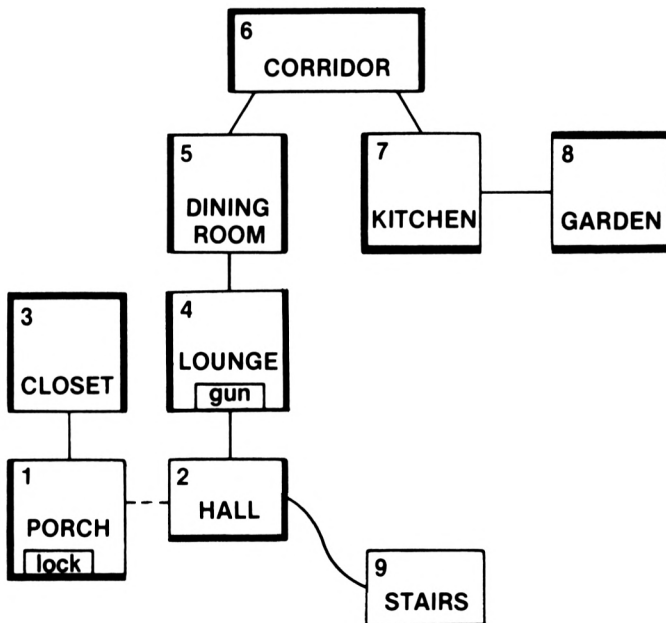 6
CORRIDOR
5
DINING
ROOM
7
KITCHEN
8
GARDEN
3
CLOSET
4
LOUNGE
gun
1
PORCH
lock
2
HALL
9
STAIRS